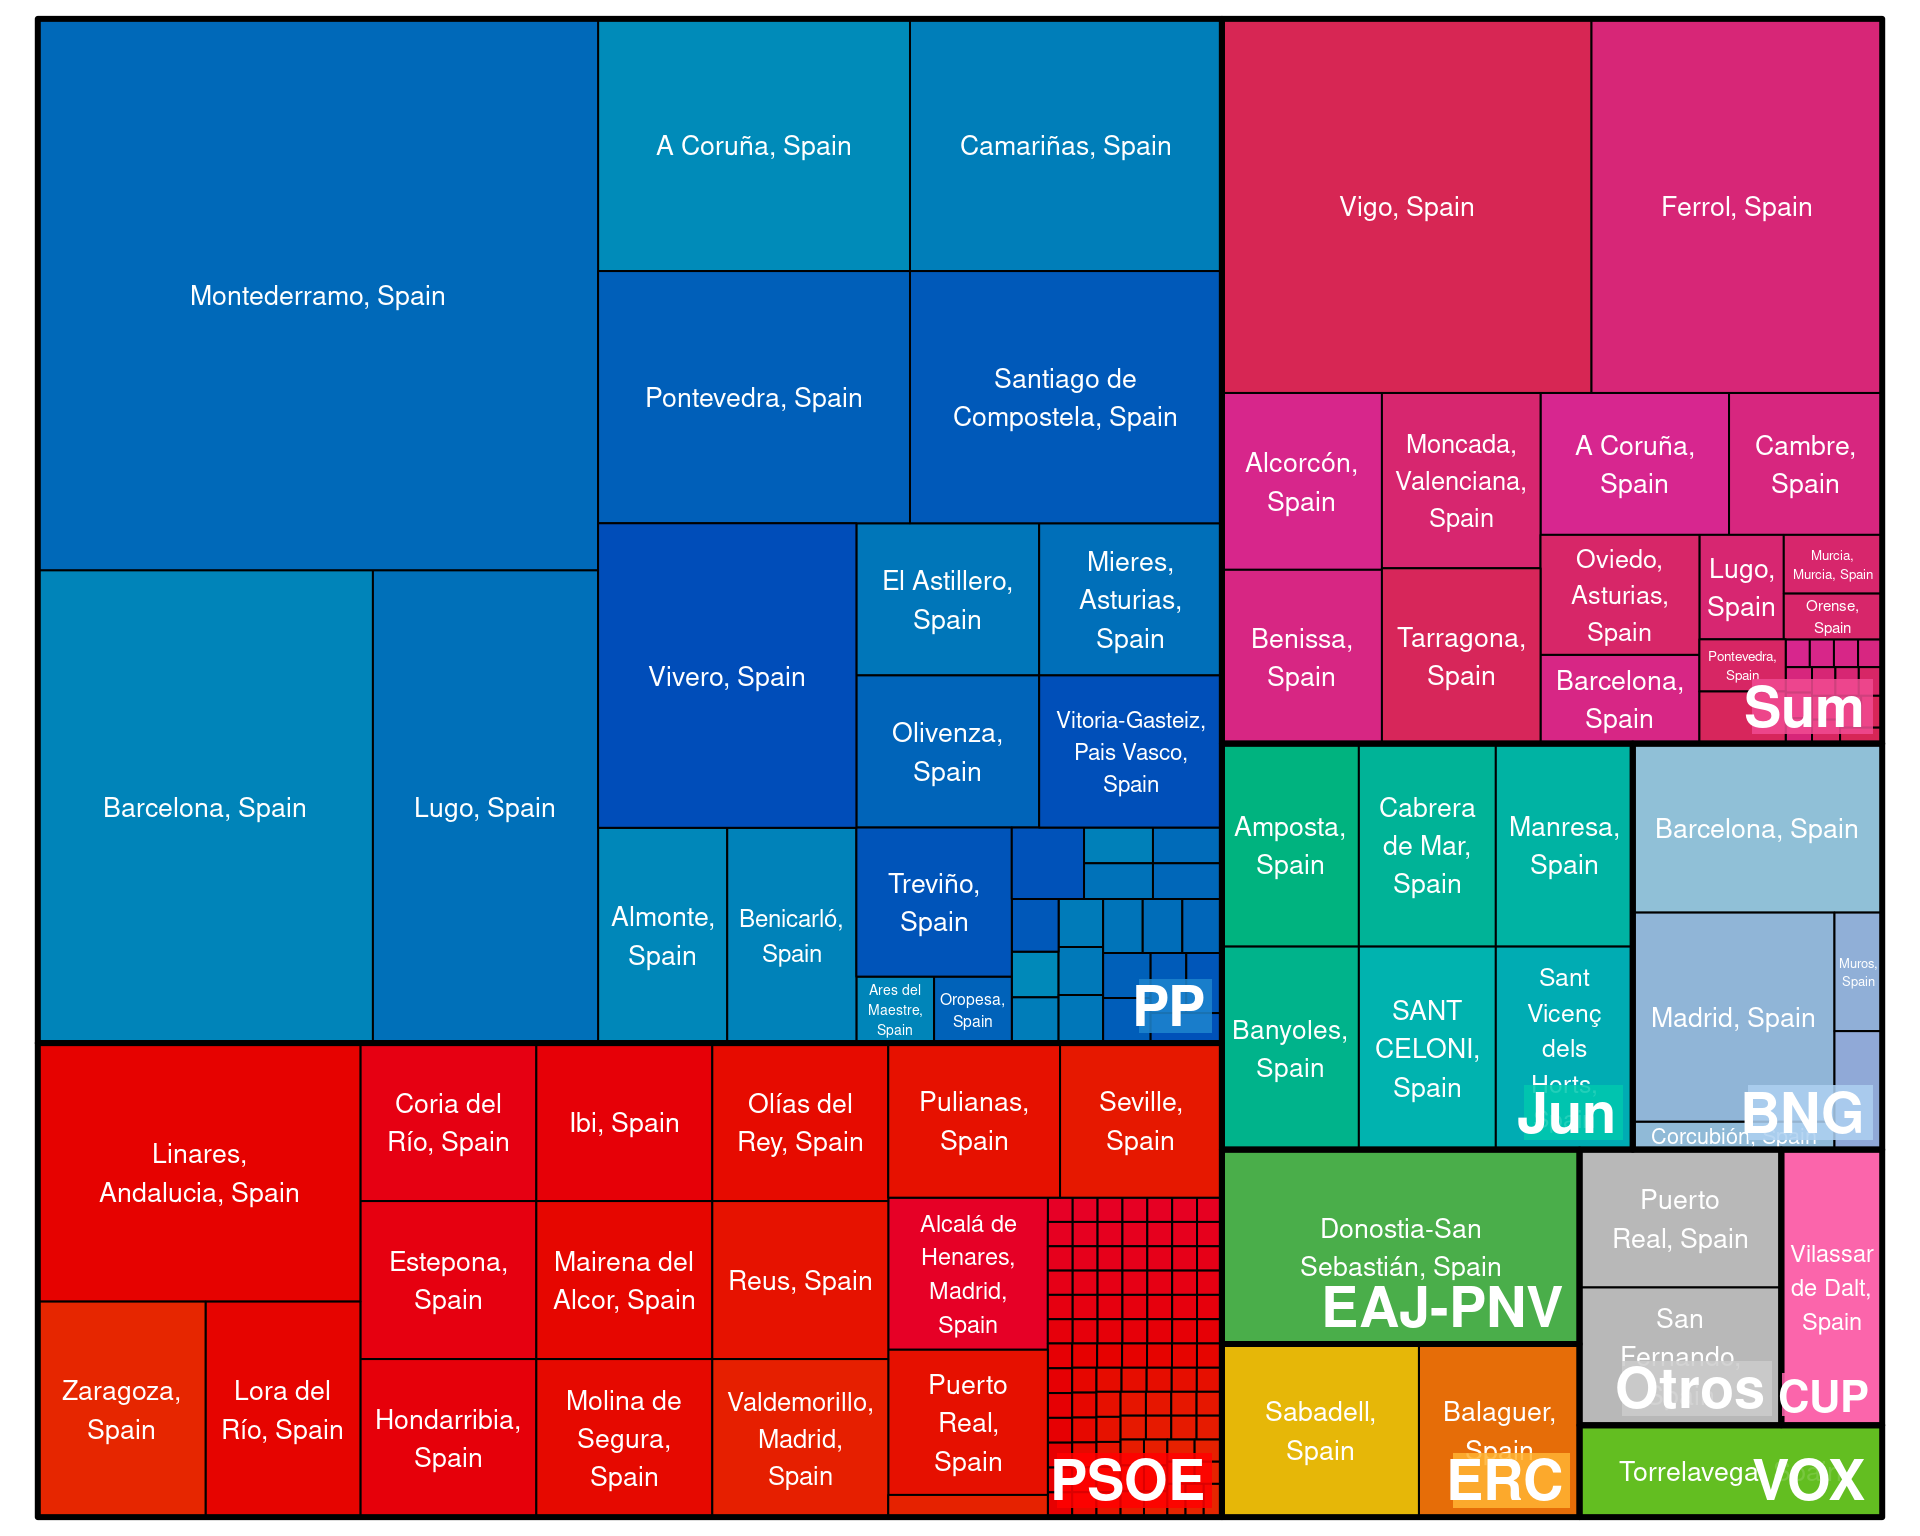 Montederramo, Spain
A Coruña, Spain
Camariñas, Spain
Pontevedra, Spain
Santiago de
Compostela, Spain
Barcelona, Spain
Lugo, Spain
Vivero, Spain
El Astillero,
Spain
Mieres,
Asturias,
Spain
Olivenza,
Spain
Vitoria-Gasteiz,
Pais Vasco,
Spain
Almonte,
Spain
Benicarló,
Spain
Treviño,
Spain
Ares del
Maestre,
Spain
Oropesa,
Spain
PP
Vigo, Spain
Ferrol, Spain
Alcorcón,
Spain
Moncada,
Valenciana,
Spain
A Coruña,
Spain
Cambre,
Spain
Benissa,
Spain
Tarragona,
Spain
Oviedo,
Asturias,
Spain
Lugo,
Spain
Murcia,
Murcia, Spain
Orense,
Spain
Barcelona,
Spain
Pontevedra,
Spain
Sum
Amposta,
Spain
Cabrera
de Mar,
Spain
Manresa,
Spain
Banyoles,
Spain
SANT
CELONI,
Spain
Sant
Vicenç
dels
Horts,
Jun
Barcelona, Spain
Madrid, Spain
Muros,
Spain
Corcubión, Spain
BNG
Linares,
Andalucia, Spain
Zaragoza,
Spain
Lora del
Río, Spain
Coria del
Río, Spain
Ibi, Spain
Olías del
Rey, Spain
Pulianas,
Spain
Seville,
Spain
Estepona,
Spain
Mairena del
Alcor, Spain
Reus, Spain
Alcalá de
Henares,
Madrid,
Spain
Hondarribia,
Spain
Molina de
Segura,
Spain
Valdemorillo,
Madrid,
Spain
Puerto
Real,
Spain
PSOE
Donostia-San
Sebastián, Spain
EAJ-PNV
Sabadell,
Spain
Balaguer,
Spain
ERC
Puerto
Real, Spain
San
Fernando,
Otros
Vilassar
de Dalt,
Spain
CUP
Torrelavega
VOX